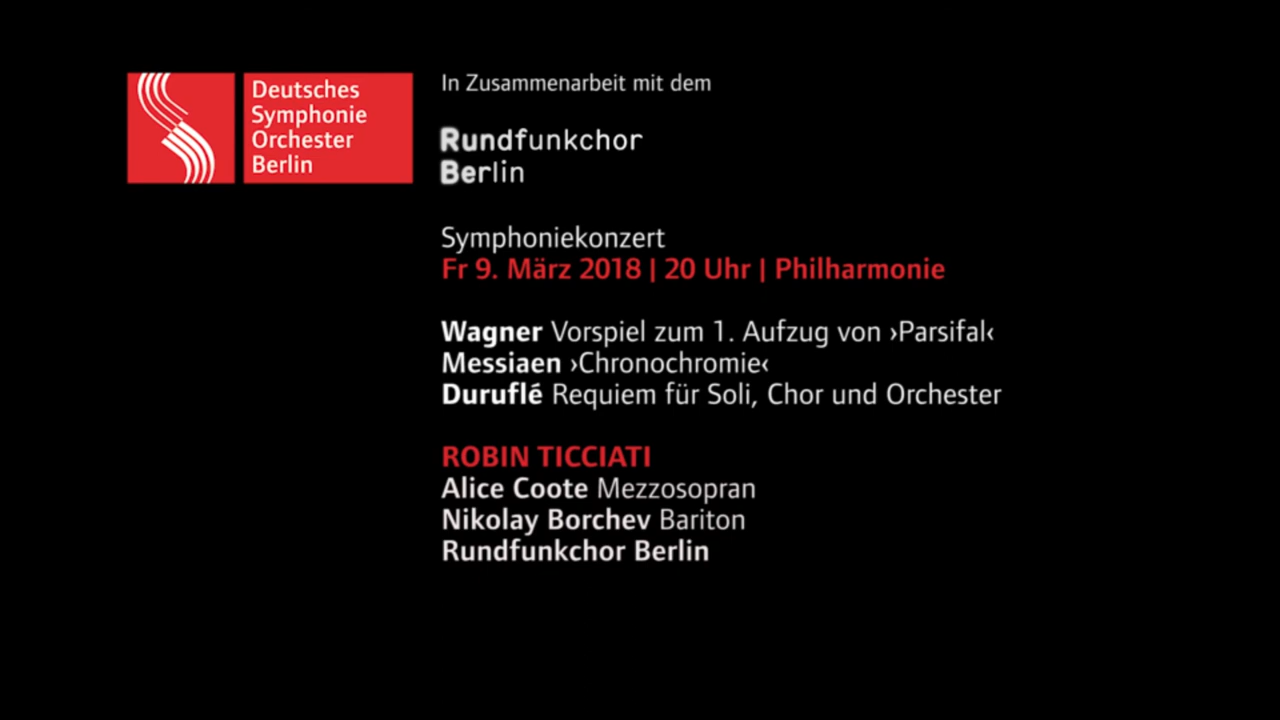 Deutsches
Symphonie
Orchester
Berlin
In Zusammenarbeit mit dem
Rundfunkchor
Berlin
Symphoniekonzert
Fr 9. März 2018 | 20 Uhr | Philharmonie
Wagner Vorspiel zum 1. Aufzug von ›Parsifal‹
Messiaen ›Chronochromie‹
Duruflé Requiem für Soli, Chor und Orchester
ROBIN TICCIATI
Alice Coote Mezzosopran
Nikolay Borchev Bariton
Rundfunkchor Berlin